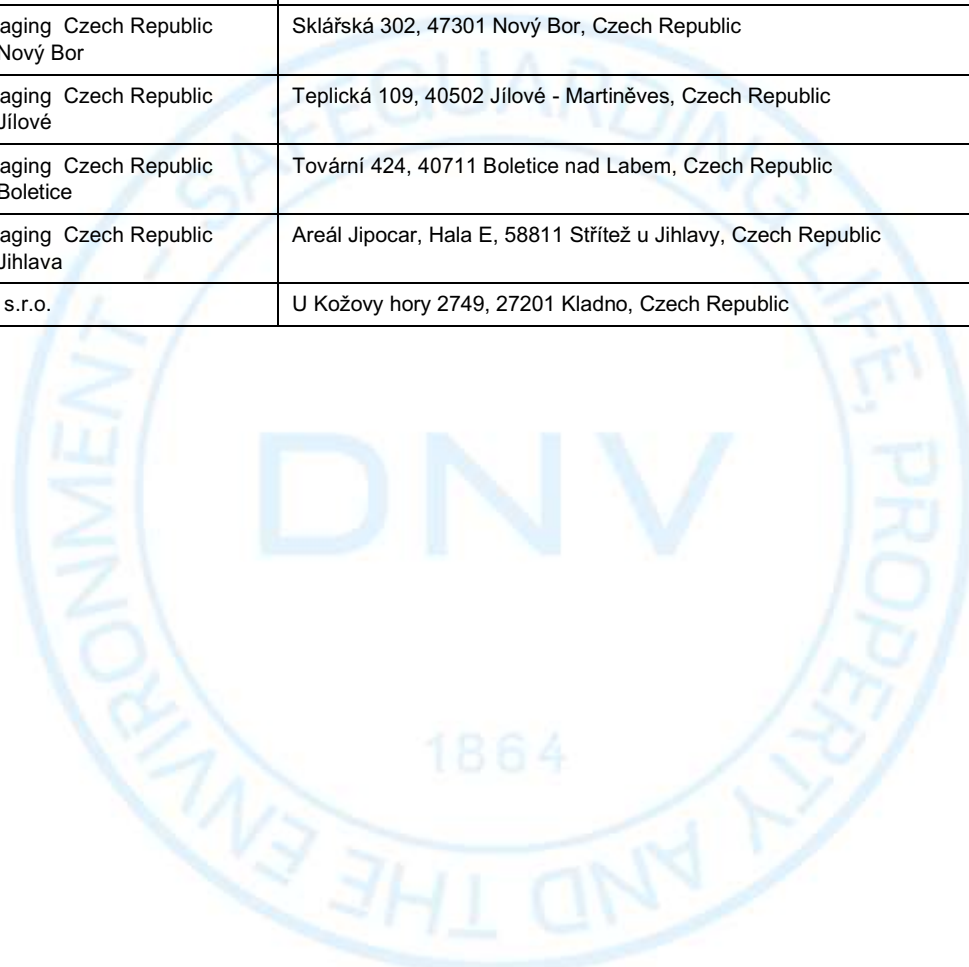 aging Czech Republic
Nový Bor
Sklářská 302, 47301 Nový Bor, Czech Republic
aging Czech Republic
Jílové
Teplická 109, 40502 Jílové - Martiněves, Czech Republic
aging Czech Republic
Boletice
Tovární 424, 40711 Boletice nad Labem, Czech Republic
aging Czech Republic
Jihlava
Areál Jipocar, Hala E, 58811 Střítež u Jihlavy, Czech Republic
s.r.o.
U Kožovy hory 2749, 27201 Kladno, Czech Republic
SAFEGUARDING LIFE, PROPERTY AND THE ENVIRONMENT -
DNV
1864